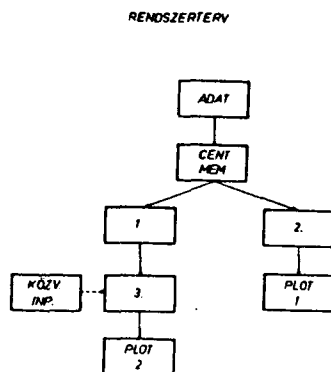 RENDSZERTERV
ADAT
CENT
MEM
1
2.
KÖZV.
INP.
3.
PLOT
1
PLOT
2